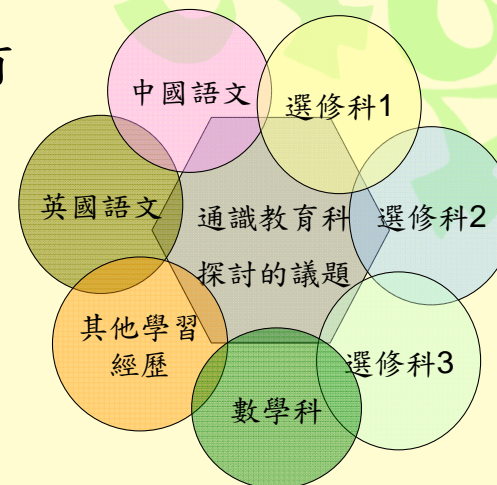 中國語文
選修科1
英國語文
通識教育科
探討的議題
選修科2
其他學習
經歷
選修科3
數學科